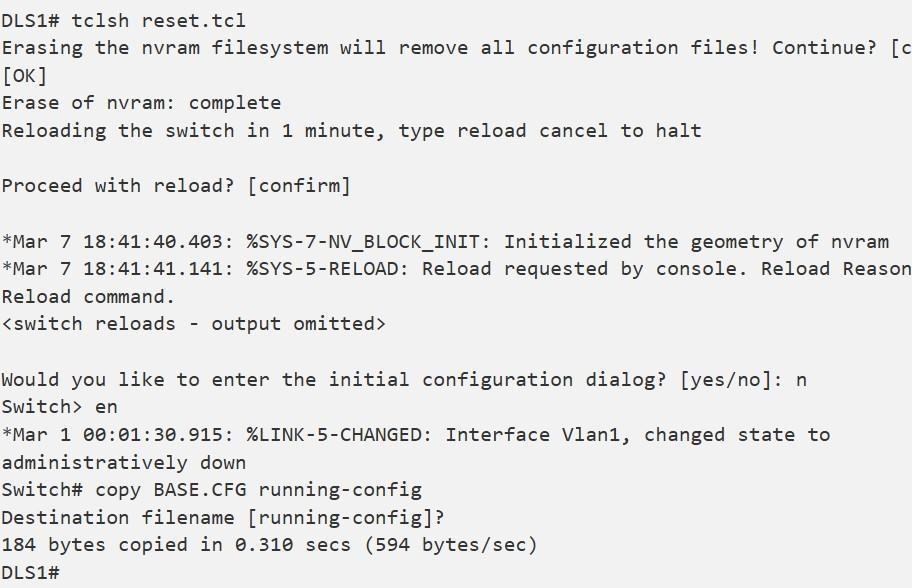 DLS1# tclsh reset.tcl
Erasing the nvram filesystem will remove all configuration files! Continue? [c
[OK]
Erase of nvram: complete
Reloading the switch in 1 minute, type reload cancel to halt
Proceed with reload? [confirm]
*Mar 7 18:41:40.403: %SYS-7-NV_BLOCK_INIT: Initialized the geometry of nvram
*Mar 7 18:41:41.141: %SYS-5-RELOAD: Reload requested by console. Reload Reason
Reload command.
<switch reloads - output omitted>
Would you like to enter the initial configuration dialog? [yes/no]: n
Switch> en
*Mar 1 00:01:30.915: %LINK-5-CHANGED: Interface Vlan1, changed state to
administratively down
Switch# copy BASE.CFG running-config
Destination filename [running-config]?
184 bytes copied in 0.310 secs (594 bytes/sec)
DLS1#